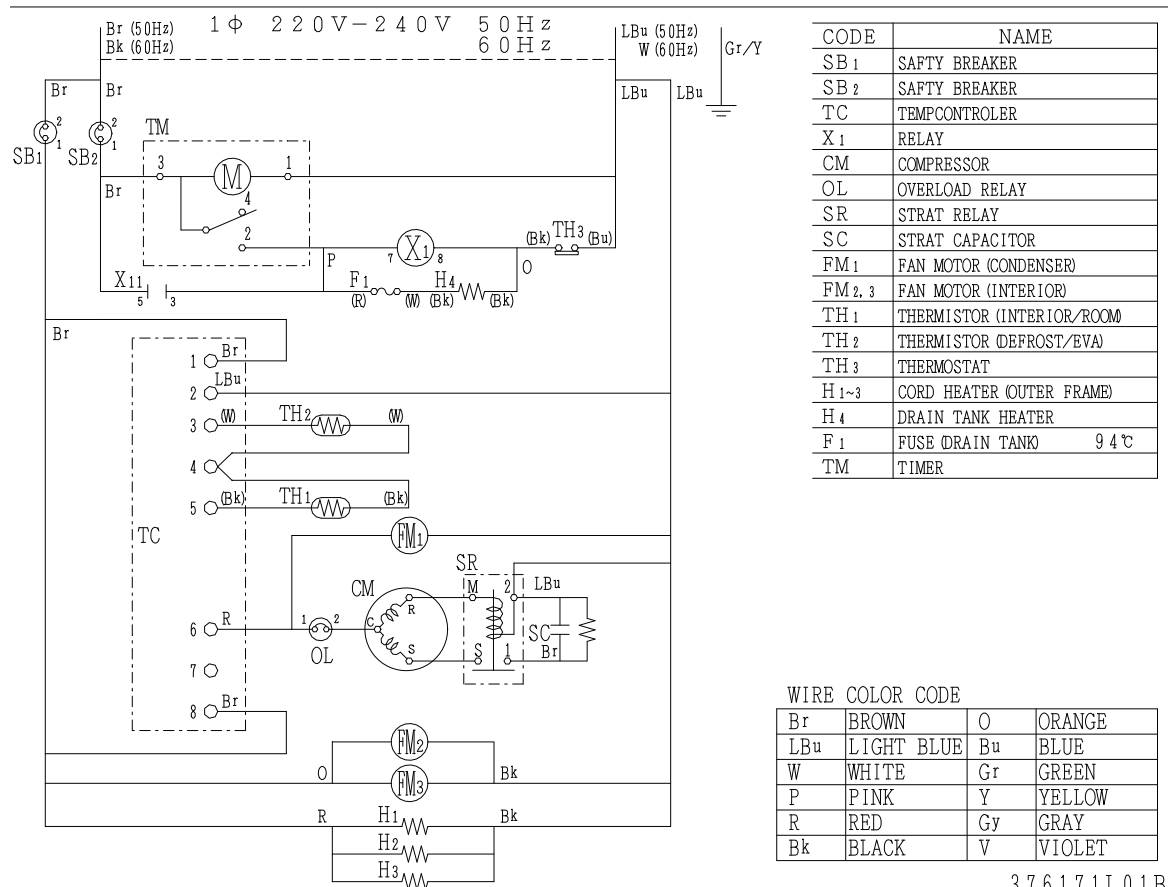 Br (50Hz)
Bk (60Hz)
1φ 220V-240V 50Hz
60Hz
LBu (50Hz)
W (60Hz)
Gr/Y
Br
Br
LBu
LBu
2
1
SB1
2
1
SB2
TM
3
M
1
Br
4
2
P
7
X1
8
(Bk)
TH3
(Bu)
O
X11
5
3
F1
(R)
(W)
H4
(Bk)
(Bk)
Br
1
Br
2
LBu
3
(W)
TH2
(W)
4
5
(Bk)
TH1
(Bk)
TC
FM1
6
R
1
2
OL
CM
C
R
S
SR
M
2
LBu
S
1
SC
Br
7
8
Br
FM2
O
Bk
FM3
R
H1
Bk
H2
H3
CODE NAME
SB1 SAFTY BREAKER
SB2 SAFTY BREAKER
TC TEMPCONTROLER
X1 RELAY
CM COMPRESSOR
OL OVERLOAD RELAY
SR STRAT RELAY
SC STRAT CAPACITOR
FM1 FAN MOTOR (CONDENSER)
FM2,3 FAN MOTOR (INTERIOR)
TH1 THERMISTOR (INTERIOR/ROOM)
TH2 THERMISTOR (DEFROST/EVA)
TH3 THERMOSTAT
H1~3 CORD HEATER (OUTER FRAME)
H4 DRAIN TANK HEATER
F1 FUSE (DRAIN TANK) 94℃
TM TIMER
WIRE COLOR CODE
Br BROWN O ORANGE
LBu LIGHT BLUE Bu BLUE
W WHITE Gr GREEN
P PINK Y YELLOW
R RED Gy GRAY
Bk BLACK V VIOLET